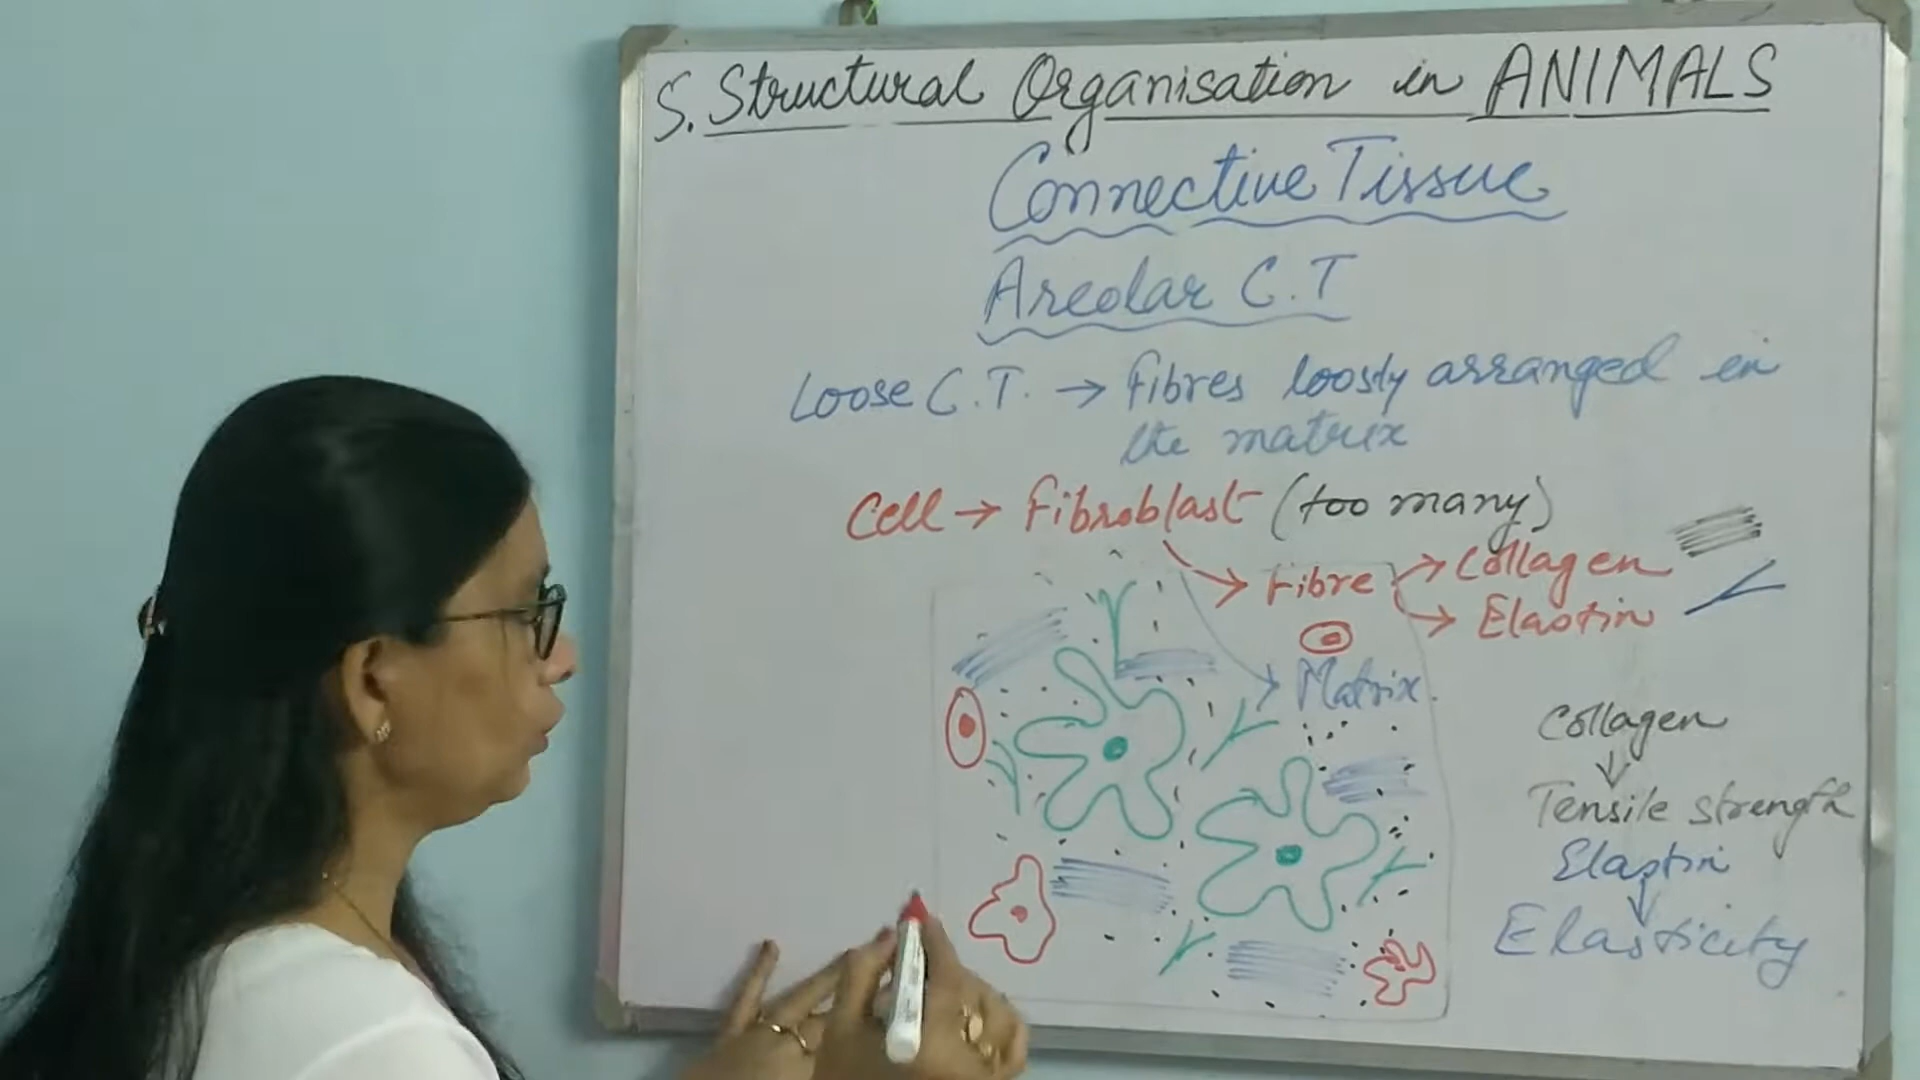 5. Structural Organisation in ANIMALS
Connective Tissue
Areolar C.T
Loose C.T. → Fibres loosly arranged in
the matrix
Cell → Fibroblast (too many)
→ Fibre → Collagen
→ Elastin
→ Matrix
Collagen
↓
Tensile strength
Elastin
↓
Elasticity